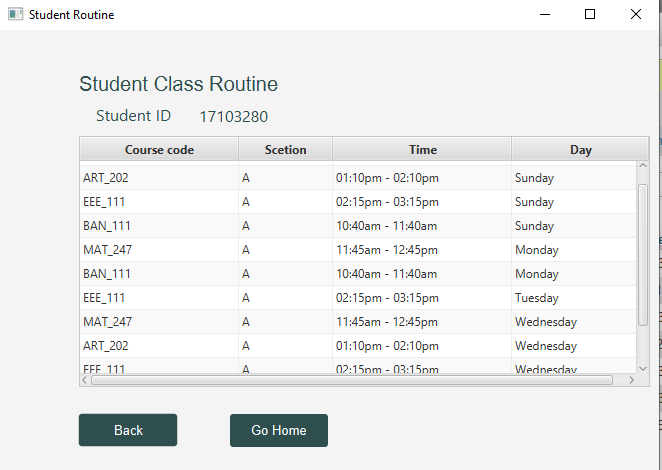 Student Routine
Student Class Routine
Student ID 17103280
Course code Scetion Time Day
ART_202 A 01:10pm - 02:10pm Sunday
EEE_111 A 02:15pm - 03:15pm Sunday
BAN_111 A 10:40am - 11:40am Sunday
MAT_247 A 11:45am - 12:45pm Monday
BAN_111 A 10:40am - 11:40am Monday
EEE_111 A 02:15pm - 03:15pm Tuesday
MAT_247 A 11:45am - 12:45pm Wednesday
ART_202 A 01:10pm - 02:10pm Wednesday
EEE_111 A 02:15pm - 03:15pm Wednesday
Back Go Home